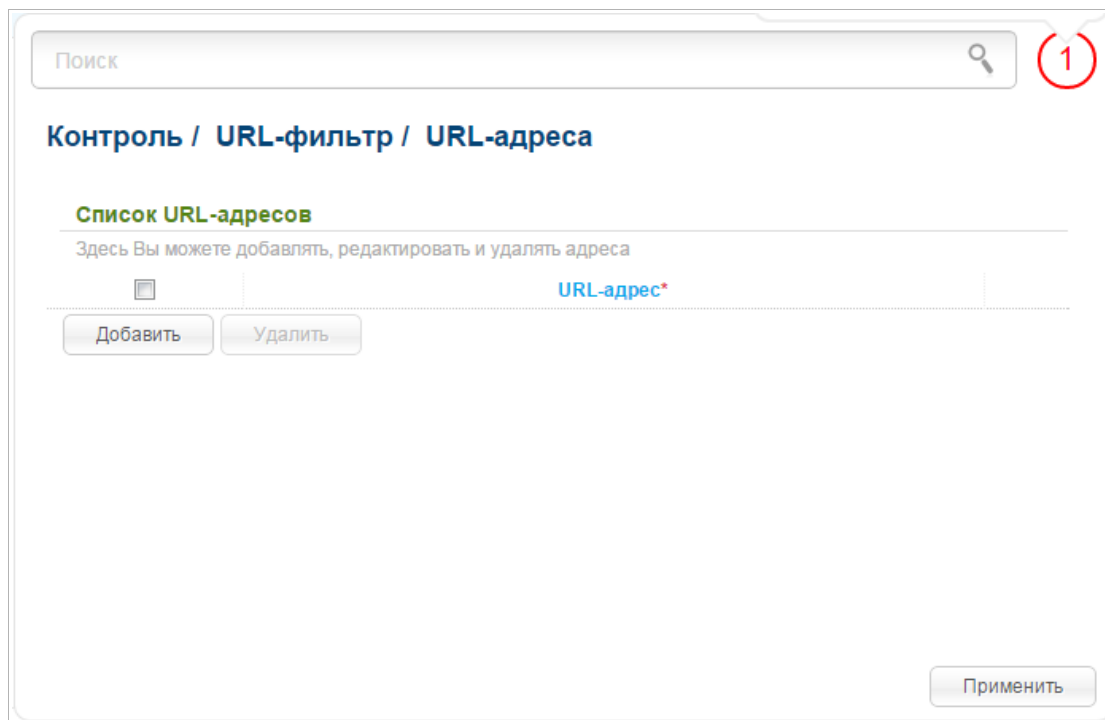 Поиск
1
Контроль / URL-фильтр / URL-адреса
Список URL-адресов
Здесь Вы можете добавлять, редактировать и удалять адреса
URL-адрес*
Добавить Удалить
Применить